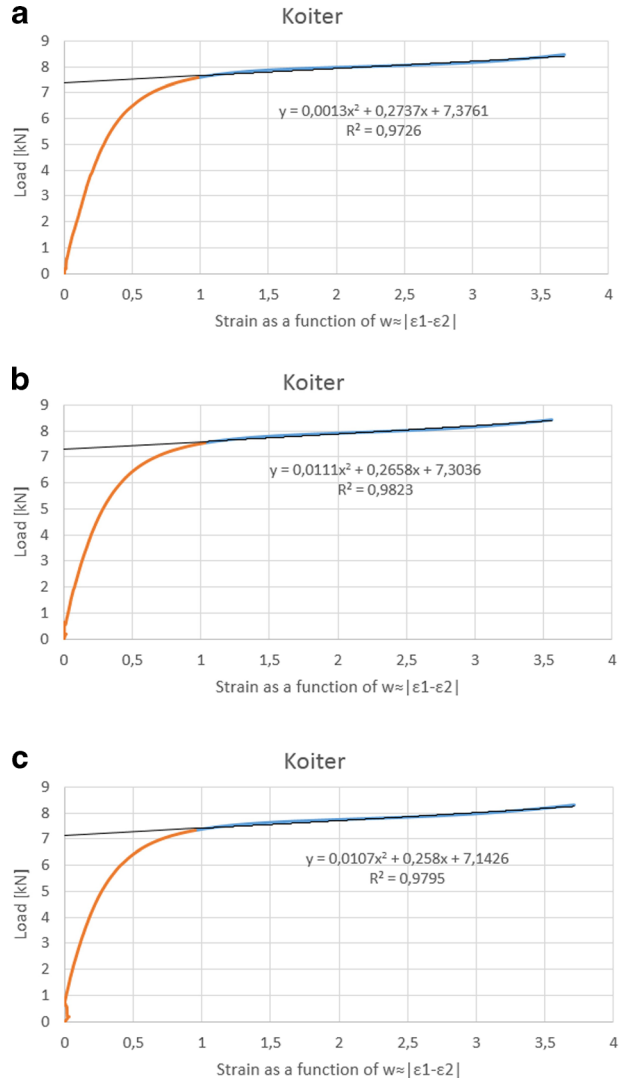 a
Koiter
9
8
7
6
5
4
3
2
1
0
Load [kN]
y = 0,0013x² + 0,2737x + 7,3761
R² = 0,9726
0 0,5 1 1,5 2 2,5 3 3,5 4
Strain as a function of w≈|ε1-ε2|
b
Koiter
9
8
7
6
5
4
3
2
1
0
Load [kN]
y = 0,0111x² + 0,2658x + 7,3036
R² = 0,9823
0 0,5 1 1,5 2 2,5 3 3,5 4
Strain as a function of w≈|ε1-ε2|
c
Koiter
9
8
7
6
5
4
3
2
1
0
Load [kN]
y = 0,0107x² + 0,258x + 7,1426
R² = 0,9795
0 0,5 1 1,5 2 2,5 3 3,5 4
Strain as a function of w≈|ε1-ε2|